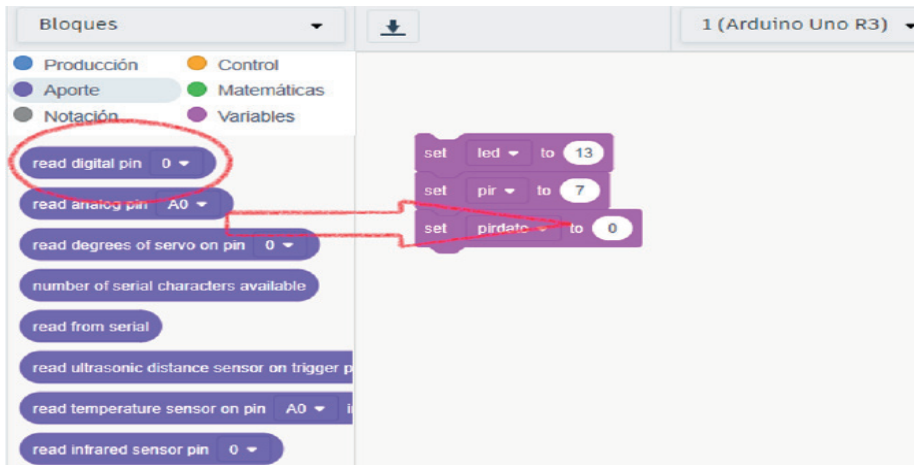 Bloques
1 (Arduino Uno R3)
Producción Control
Aporte Matemáticas
Notación Variables
read digital pin 0
read analog pin A0
read degrees of servo on pin 0
number of serial characters available
read from serial
read ultrasonic distance sensor on trigger p
read temperature sensor on pin A0 i
read infrared sensor pin 0
set led to 13
set pir to 7
set pirdato to 0